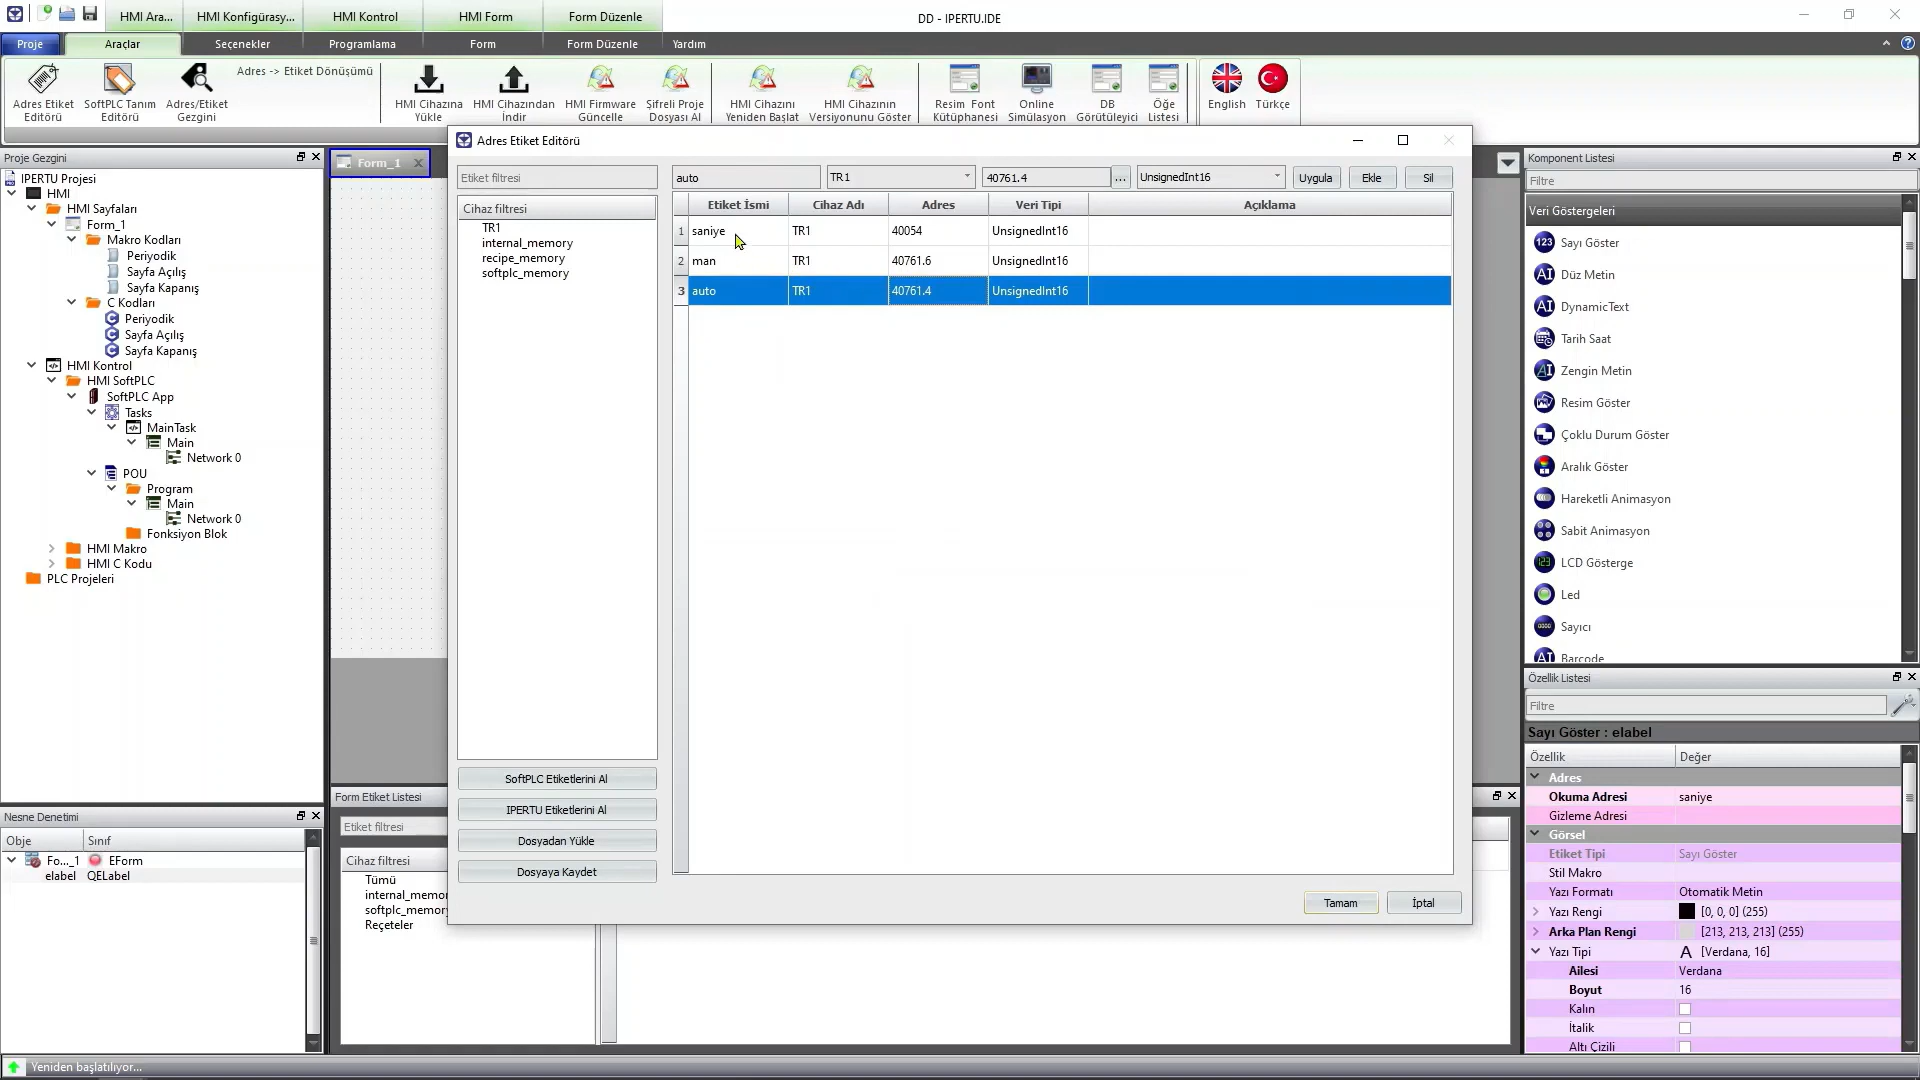 HMI Ara...
HMI Konfigürasy...
HMI Kontrol
HMI Form
Form Düzenle
DD - IPERTU.IDE
Proje
Araçlar
Seçenekler
Programlama
Form
Form Düzenle
Yardım
Adres Etiket
Editörü
SoftPLC Tanım
Editörü
Adres/Etiket
Gezgini
Adres -> Etiket Dönüşümü
HMI Cihazına
Yükle
HMI Cihazından
İndir
HMI Firmware
Güncelle
Şifreli Proje
Dosyası Al
HMI Cihazını
Yeniden Başlat
HMI Cihazının
Versiyonunu Göster
Resim Font
Kütüphanesi
Online
Simülasyon
DB
Görtütüleyici
Öğe
Listesi
English
Türkçe
Proje Gezgini
IPERTU Projesi
HMI
HMI Sayfaları
Form_1
Makro Kodları
Periyodik
Sayfa Açılış
Sayfa Kapanış
C Kodları
Periyodik
Sayfa Açılış
Sayfa Kapanış
HMI Kontrol
HMI SoftPLC
SoftPLC App
Tasks
MainTask
Main
Network 0
POU
Program
Main
Network 0
Fonksiyon Blok
HMI Makro
HMI C Kodu
PLC Projeleri
Nesne Denetimi
Obje Sınıf
Fo..._1 EForm
elabel QELabel
Yeniden başlatılıyor...
Form_1
Form Etiket Listesi
Etiket filtresi
Cihaz filtresi
Tümü
internal_memor
softplc_memory
Reçeteler
Adres Etiket Editörü
Etiket filtresi
auto
TR1
40761.4
...
UnsignedInt16
Uygula
Ekle
Sil
Cihaz filtresi
TR1
internal_memory
recipe_memory
softplc_memory
Etiket İsmi Cihaz Adı Adres Veri Tipi Açıklama
1 saniye TR1 40054 UnsignedInt16
2 man TR1 40761.6 UnsignedInt16
3 auto TR1 40761.4 UnsignedInt16
SoftPLC Etiketlerini Al
IPERTU Etiketlerini Al
Dosyadan Yükle
Dosyaya Kaydet
Tamam
İptal
Komponent Listesi
Filtre
Veri Göstergeleri
123 Sayı Göster
AI Düz Metin
AI DynamicText
Tarih Saat
AI Zengin Metin
Resim Göster
Çoklu Durum Göster
Aralık Göster
Hareketli Animasyon
Sabit Animasyon
LCD Gösterge
Led
Sayıcı
AI Barcode
Özellik Listesi
Filtre
Sayı Göster : elabel
Özellik Değer
Adres
Okuma Adresi saniye
Gizleme Adresi
Görsel
Etiket Tipi Sayı Göster
Stil Makro
Yazı Formatı Otomatik Metin
Yazı Rengi [0, 0, 0] (255)
Arka Plan Rengi [213, 213, 213] (255)
Yazı Tipi A [Verdana, 16]
Ailesi Verdana
Boyut 16
Kalın
İtalik
Altı Çizili